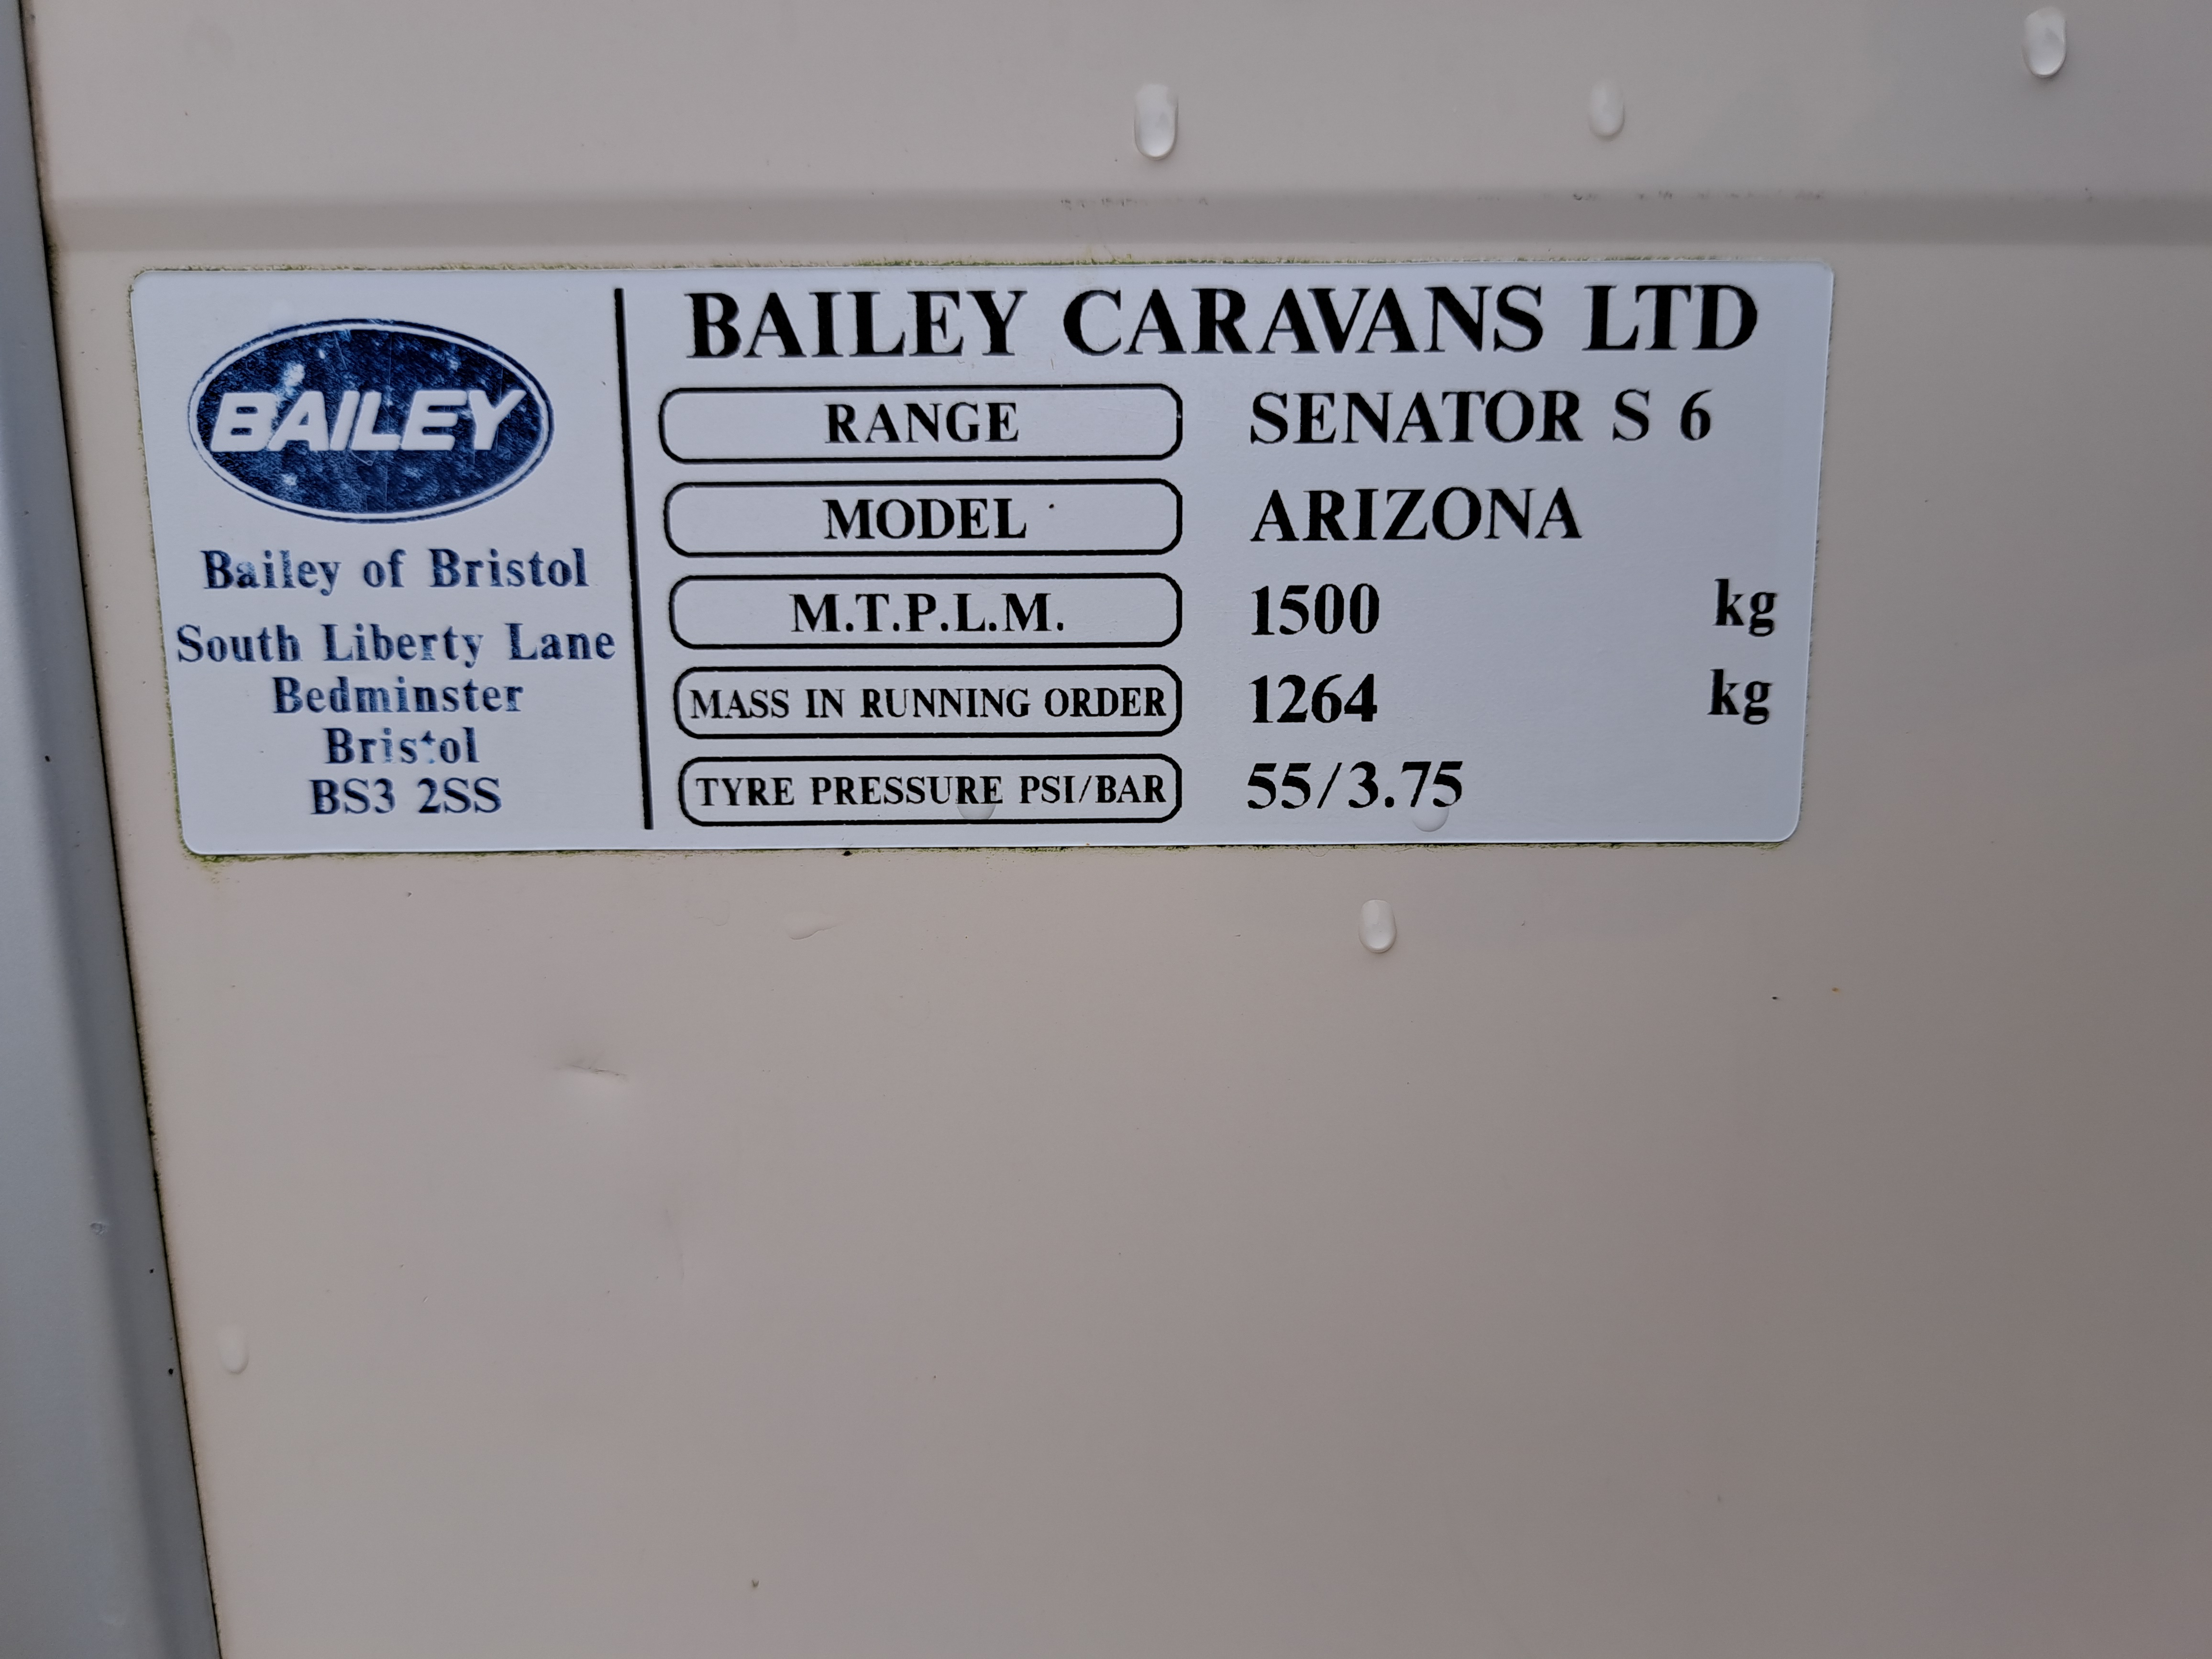 BAILEY
Bailey of Bristol
South Liberty Lane
Bedminster
Bristol
BS3 2SS
BAILEY CARAVANS LTD
RANGE SENATOR S 6
MODEL ARIZONA
M.T.P.L.M. 1500 kg
MASS IN RUNNING ORDER 1264 kg
TYRE PRESSURE PSI/BAR 55/3.75